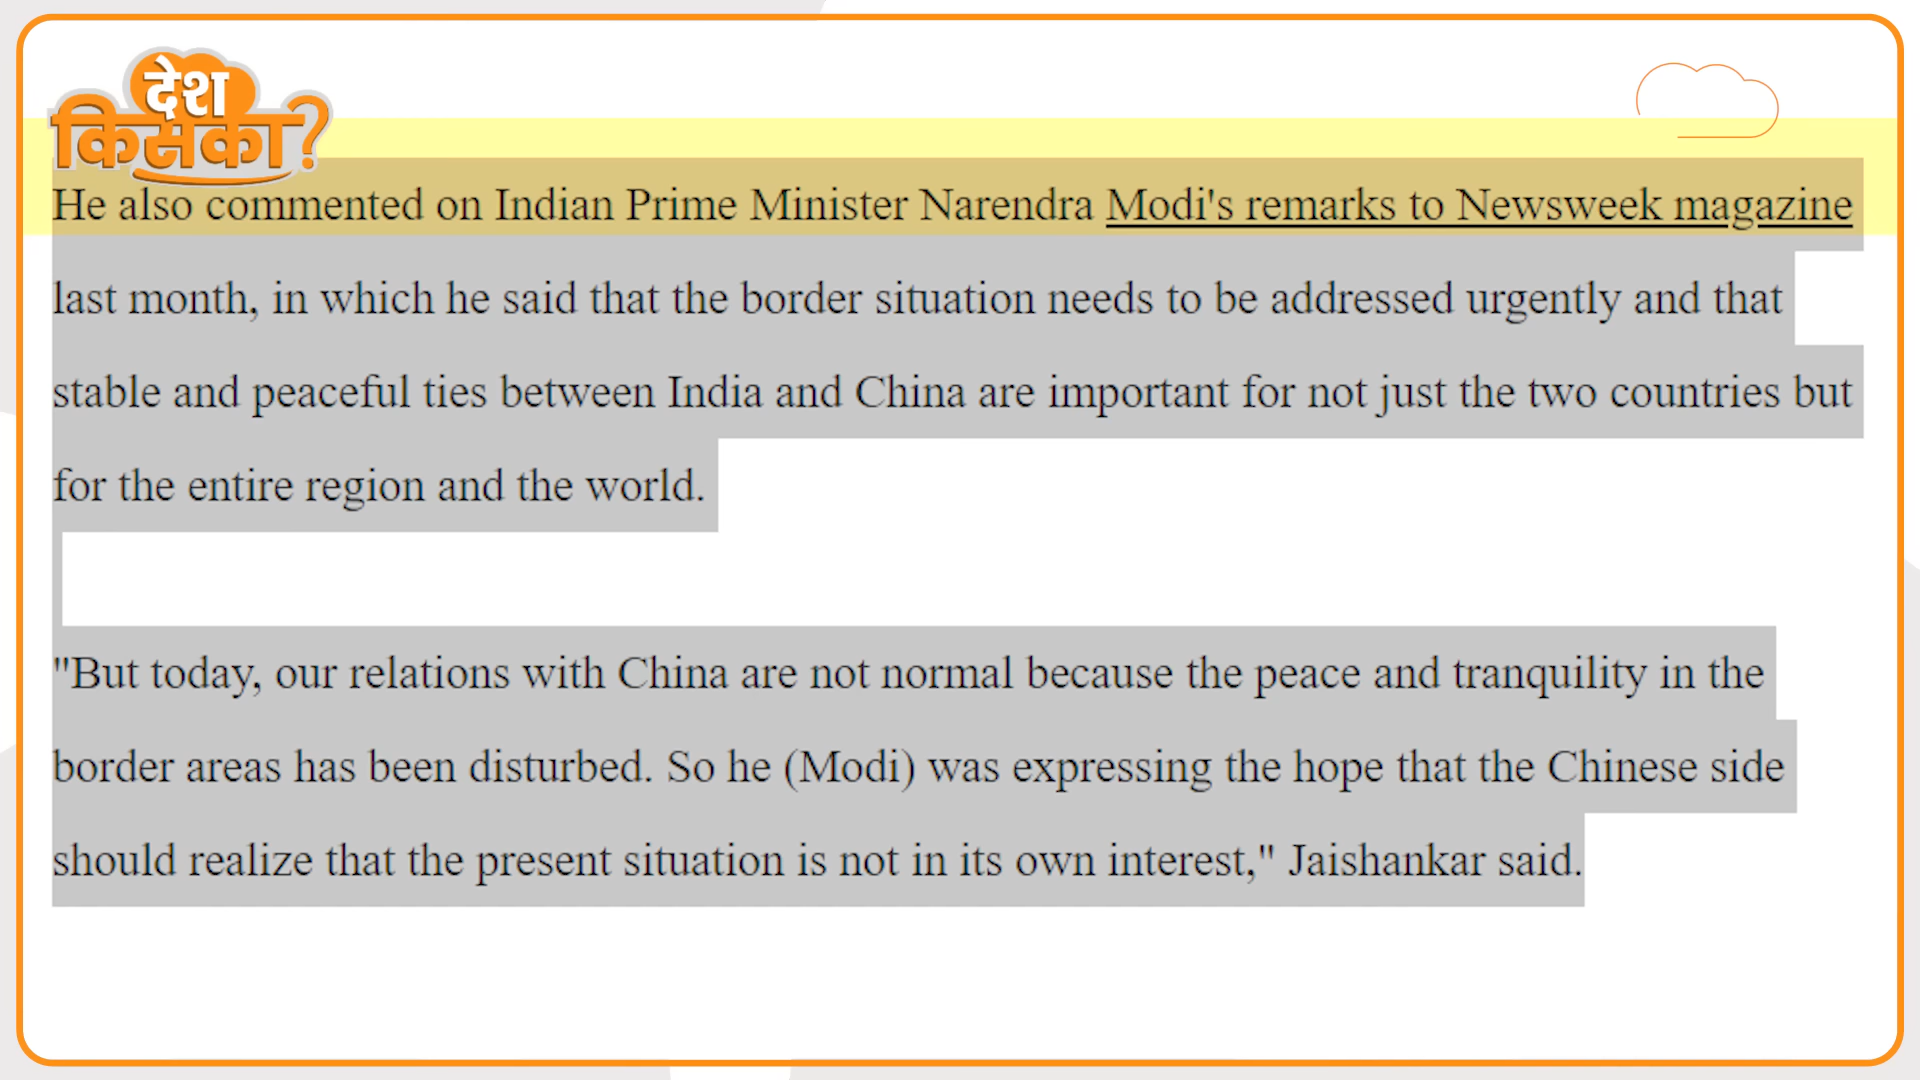 देश
किसका?
He also commented on Indian Prime Minister Narendra Modi's remarks to Newsweek magazine
last month, in which he said that the border situation needs to be addressed urgently and that
stable and peaceful ties between India and China are important for not just the two countries but
for the entire region and the world.
"But today, our relations with China are not normal because the peace and tranquility in the
border areas has been disturbed. So he (Modi) was expressing the hope that the Chinese side
should realize that the present situation is not in its own interest," Jaishankar said.